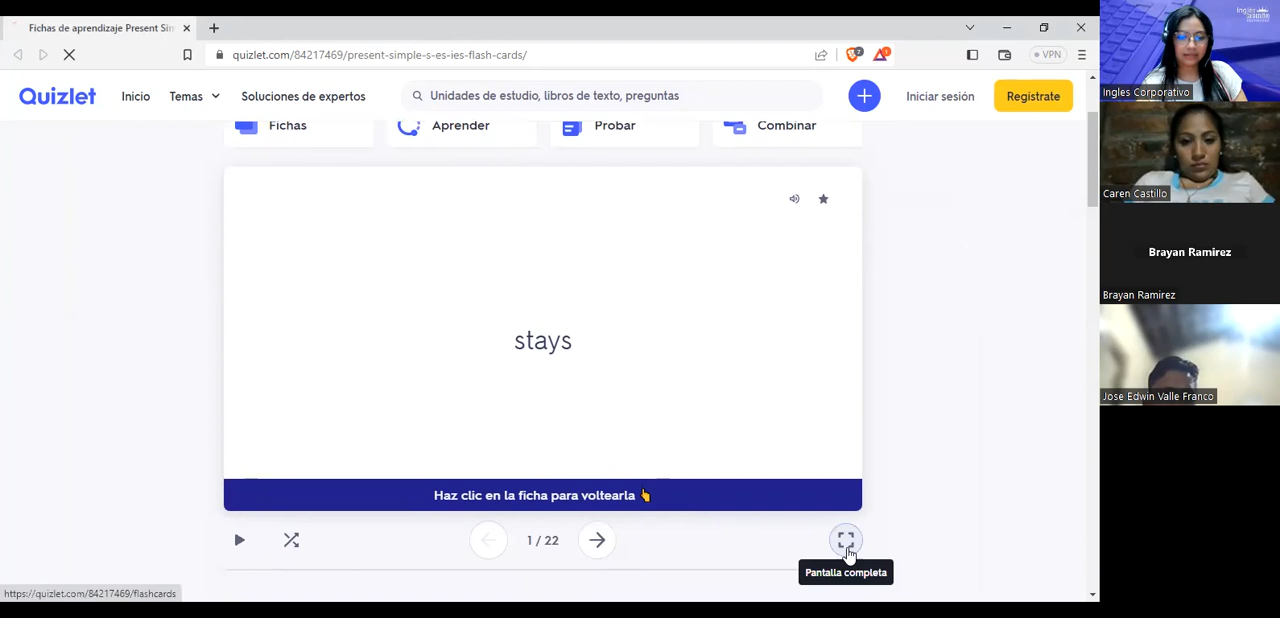 Fichas de aprendizaje Present Sin
quizlet.com/84217469/present-simple-s-es-ies-flash-cards/
7
1
VPN
Quizlet
Inicio
Temas
Soluciones de expertos
Unidades de estudio, libros de texto, preguntas
Iniciar sesión
Regístrate
Fichas
Aprender
Probar
Combinar
stays
Haz clic en la ficha para voltearla
1 / 22
Pantalla completa
https://quizlet.com/84217469/flashcards
Ingles Corporativo
Caren Castillo
Brayan Ramirez
Brayan Ramirez
Jose Edwin Valle Franco